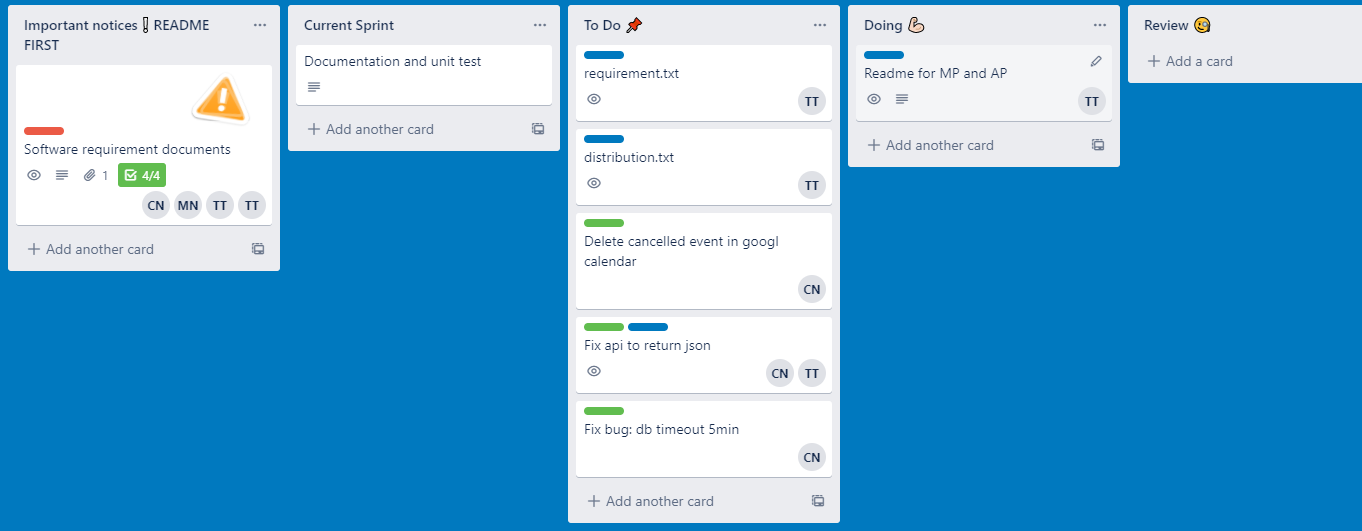 Important notices❕README
FIRST
Software requirement documents
1
4/4
CN MN TT TT
+ Add another card
Current Sprint
Documentation and unit test
+ Add another card
To Do 📌
requirement.txt
TT
distribution.txt
TT
Delete cancelled event in googl
calendar
CN
Fix api to return json
CN TT
Fix bug: db timeout 5min
CN
+ Add another card
Doing 💪🏻
Readme for MP and AP
TT
+ Add another card
Review 🧐
+ Add a card